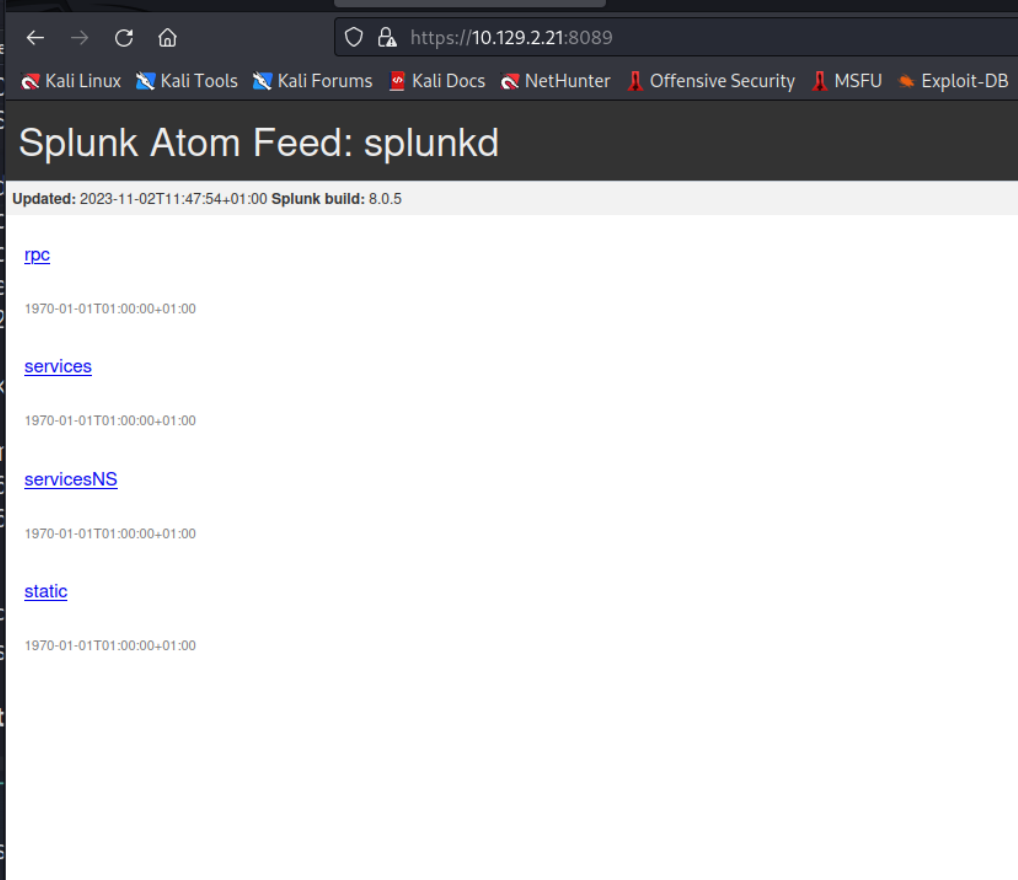 https://10.129.2.21:8089
Kali Linux Kali Tools Kali Forums Kali Docs NetHunter Offensive Security MSFU Exploit-DB
Splunk Atom Feed: splunkd
Updated: 2023-11-02T11:47:54+01:00 Splunk build: 8.0.5
rpc
1970-01-01T01:00:00+01:00
services
1970-01-01T01:00:00+01:00
servicesNS
1970-01-01T01:00:00+01:00
static
1970-01-01T01:00:00+01:00